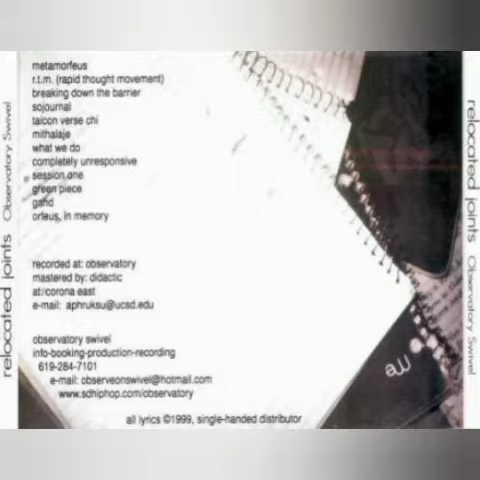 metamorfeus
r.t.m. (rapid thought movement)
breaking down the barrier
sojournal
taicon verse chi
mithalaje
what we do
completely unresponsive
session one
green piece
gahd
orfeus, in memory
recorded at: observatory
mastered by: didactic
at: corona east
e-mail: aphruksu@ucsd.edu
observatory swivel
info-booking-production-recording
619-284-7101
e-mail: observeonswivel@hotmail.com
www.sdhiphop.com/observatory
all lyrics ©1999, single-handed distributor
relocated joints Observatory Swivel
relocated joints Observatory Swivel